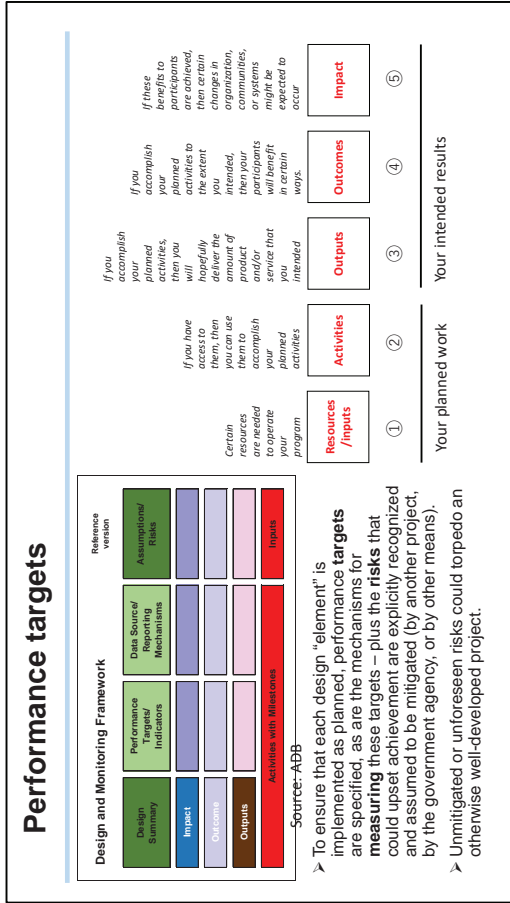 Performance targets
Design and Monitoring Framework
Reference
version
Design
Summary
Performance
Targets/
Indicators
Data Source/
Reporting
Mechanisms
Assumptions/
Risks
Impact
Outcome
Outputs
Activities with Milestones
Inputs
Source: ADB
➢ To ensure that each design “element” is
implemented as planned, performance targets
are specified, as are the mechanisms for
measuring these targets – plus the risks that
could upset achievement are explicitly recognized
and assumed to be mitigated (by another project,
by the government agency, or by other means).
➢ Unmitigated or unforeseen risks could torpedo an
otherwise well-developed project.
Certain
resources
are needed
to operate
your
program
Resources
/inputs
①
If you have
access to
them, then
you can use
them to
accomplish
your
planned
activities
Activities
②
Your planned work
If you
accomplish
your
planned
activities,
then you
will
hopefully
deliver the
amount of
product
and/or
service that
you
intended
Outputs
③
If you
accomplish
your
planned
activities to
the extent
you
intended,
then your
participants
will benefit
in certain
ways.
Outcomes
④
If these
benefits to
participants
are achieved,
then certain
changes in
organization,
communities,
or systems
might be
expected to
occur
Impact
⑤
Your intended results